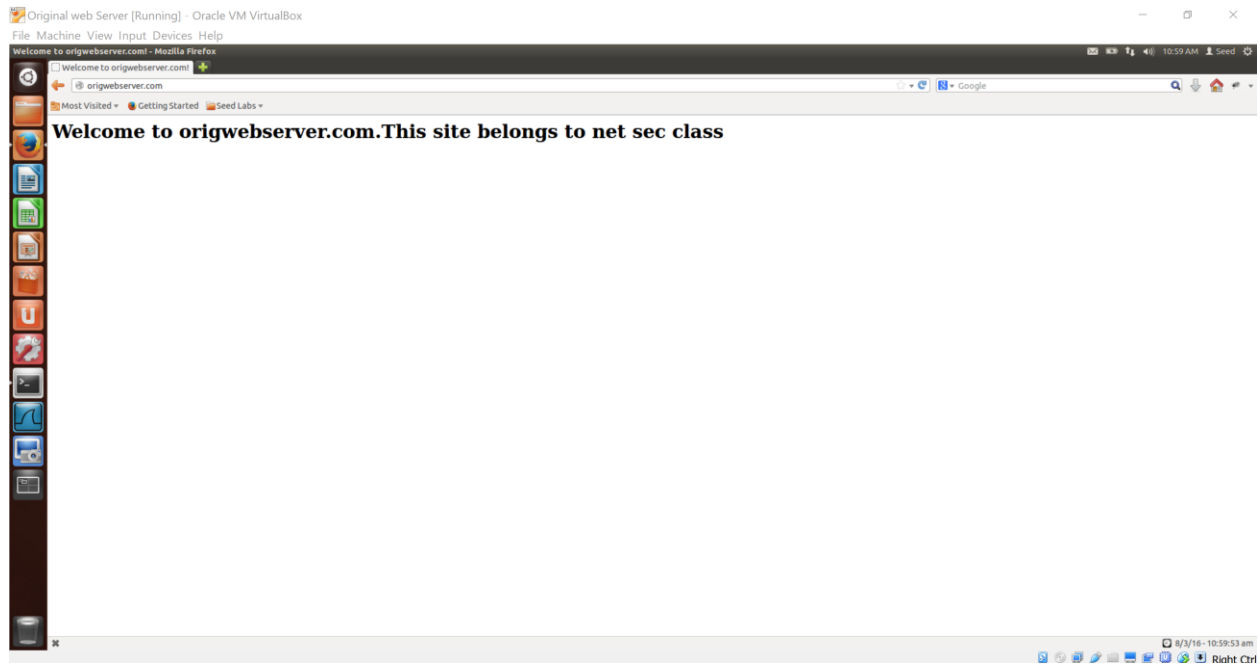 Original web Server [Running] - Oracle VM VirtualBox
File Machine View Input Devices Help
Welcome to origwebserver.com! - Mozilla Firefox
10:59 AM Seed
Welcome to origwebserver.com!
origwebserver.com
Google
Most Visited Getting Started Seed Labs
Welcome to origwebserver.com.This site belongs to net sec class
8/3/16 - 10:59:53 am
Right Ctrl